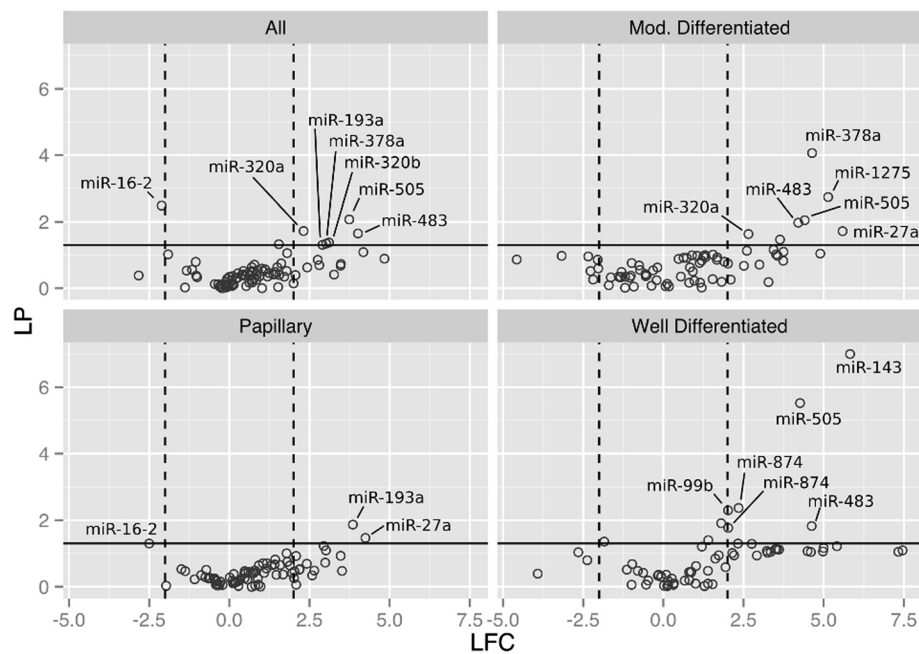 All
Mod. Differentiated
6
4
2
0
miR-193a
miR-378a
miR-320a
miR-320b
miR-16-2
miR-505
miR-483
miR-378a
miR-1275
miR-483
miR-505
miR-320a
miR-27a
LP
Papillary
Well Differentiated
6
4
2
0
miR-193a
miR-16-2
miR-27a
miR-143
miR-505
miR-874
miR-99b
miR-874
miR-483
-5.0 -2.5 0.0 2.5 5.0 7.5 -5.0 -2.5 0.0 2.5 5.0 7.5
LFC